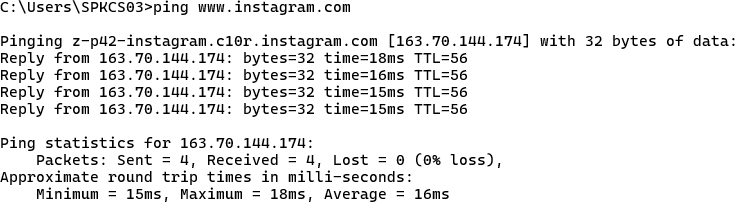 C:\Users\SPKCS03>ping www.instagram.com
Pinging z-p42-instagram.c10r.instagram.com [163.70.144.174] with 32 bytes of data:
Reply from 163.70.144.174: bytes=32 time=18ms TTL=56
Reply from 163.70.144.174: bytes=32 time=16ms TTL=56
Reply from 163.70.144.174: bytes=32 time=15ms TTL=56
Reply from 163.70.144.174: bytes=32 time=15ms TTL=56
Ping statistics for 163.70.144.174:
    Packets: Sent = 4, Received = 4, Lost = 0 (0% loss),
Approximate round trip times in milli-seconds:
    Minimum = 15ms, Maximum = 18ms, Average = 16ms